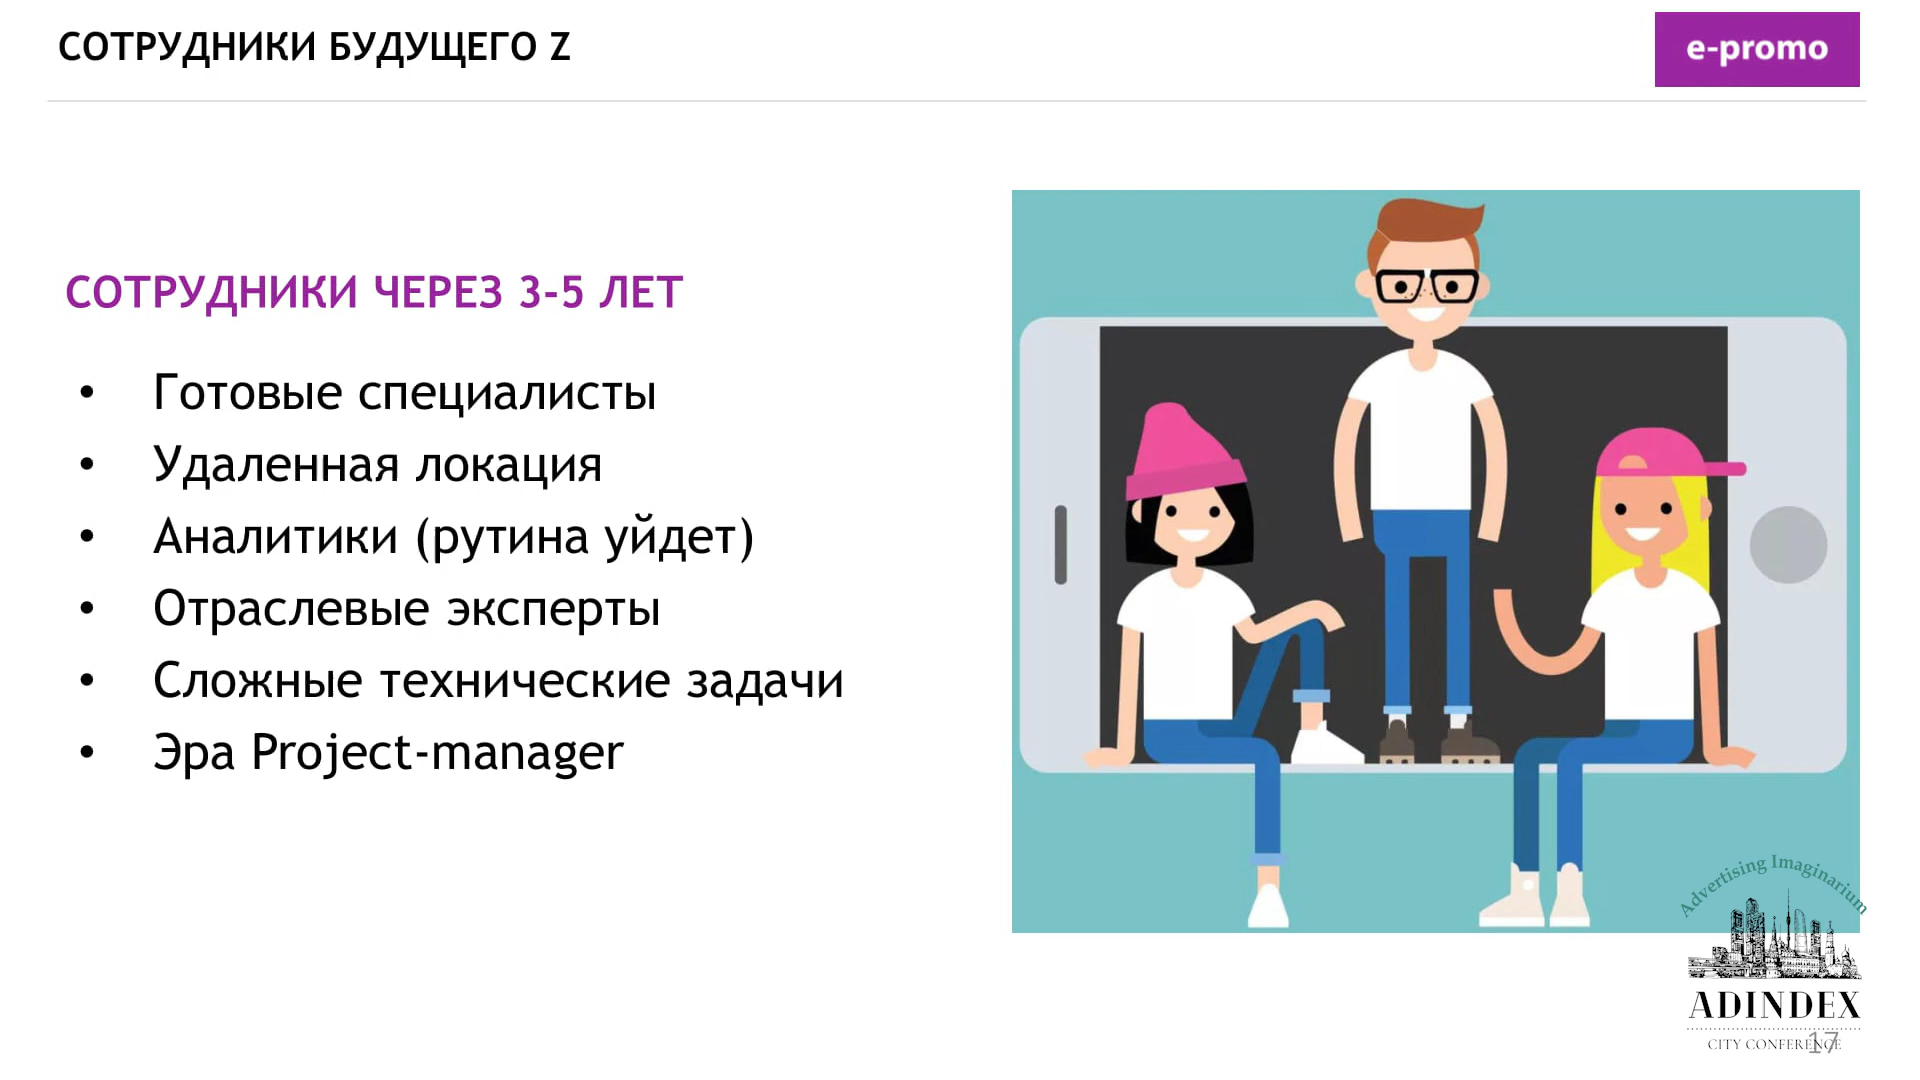 СОТРУДНИКИ БУДУЩЕГО Z
e-promo
СОТРУДНИКИ ЧЕРЕЗ 3-5 ЛЕТ
• Готовые специалисты
• Удаленная локация
• Аналитики (рутина уйдет)
• Отраслевые эксперты
• Сложные технические задачи
• Эра Project-manager
Advertising Imaginarium
ADINDEX
CITY CONFERENCE
17